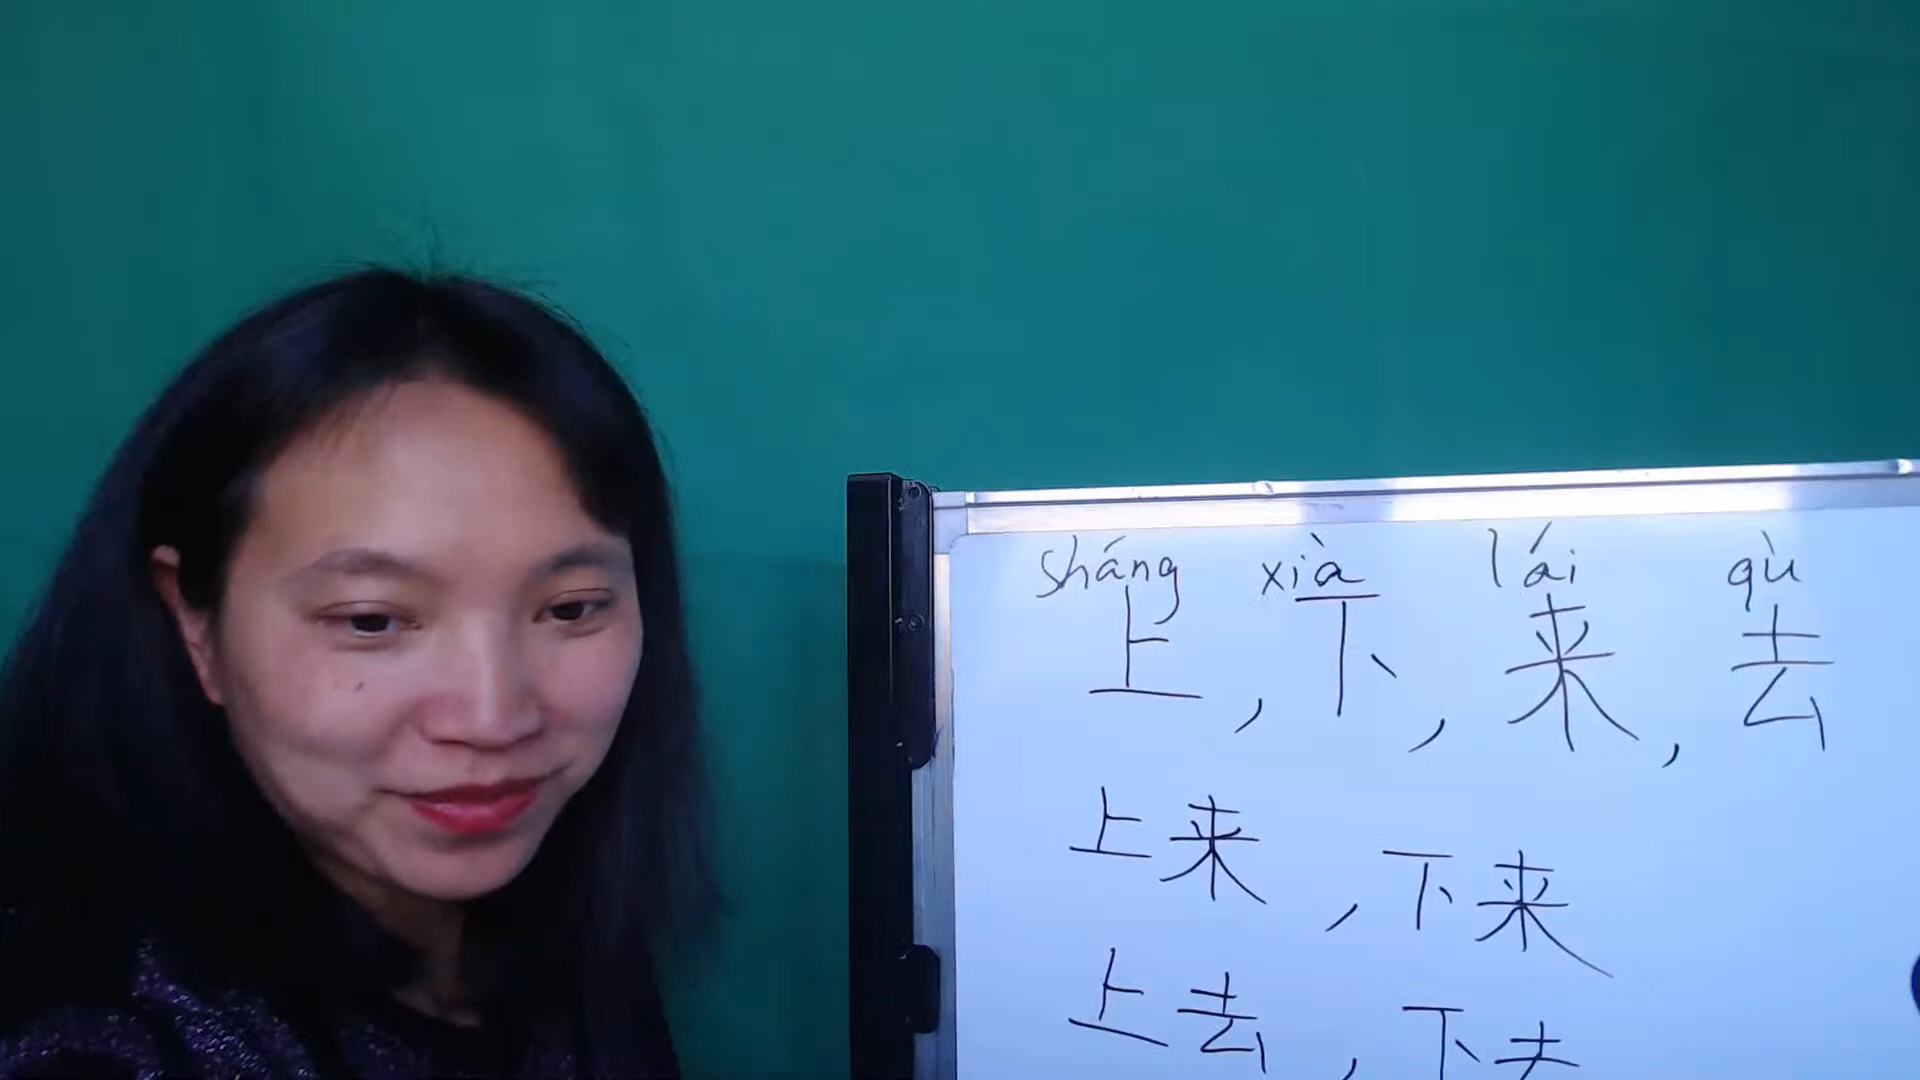 sháng xià lái qù
上，下，来，去
上来，下来
上去，下去